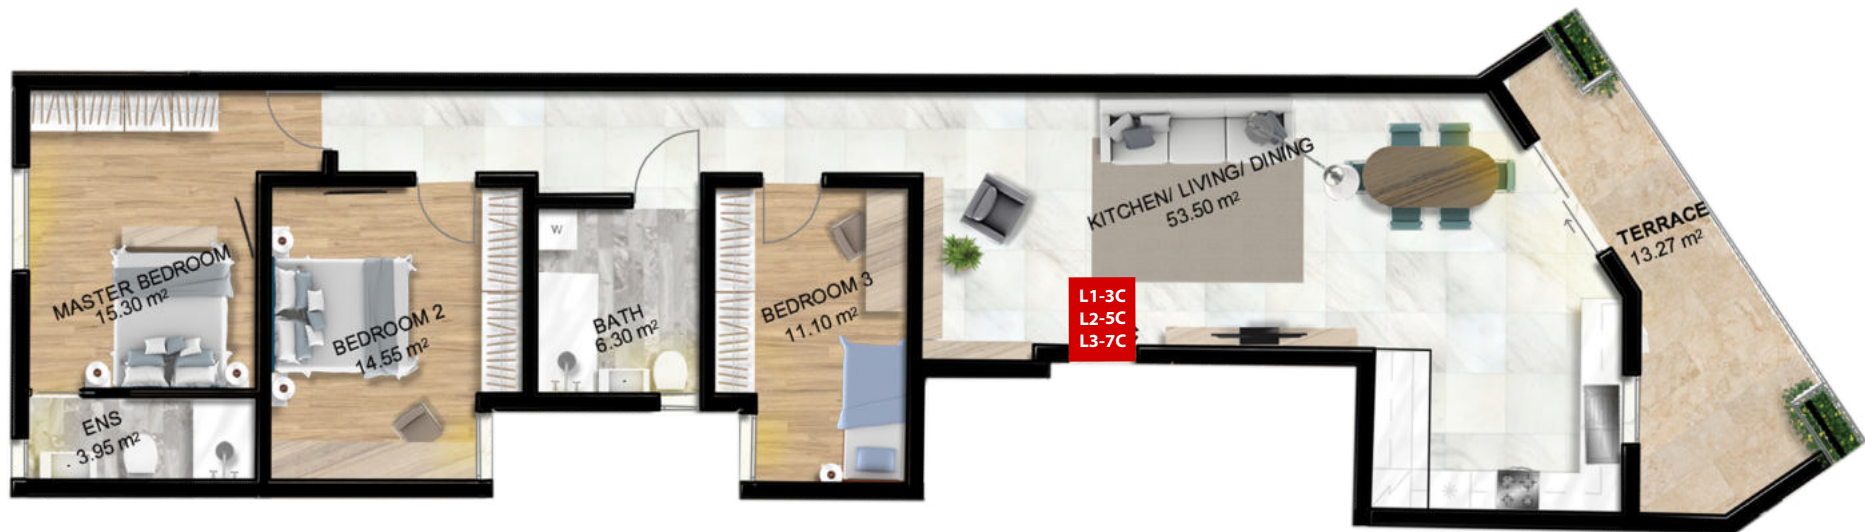 MASTER BEDROOM
15.30 m²
ENS
3.95 m²
BEDROOM 2
14.55 m²
W
BATH
6.30 m²
BEDROOM 3
11.10 m²
KITCHEN/ LIVING/ DINING
53.50 m²
L1-3C
L2-5C
L3-7C
TERRACE
13.27 m²